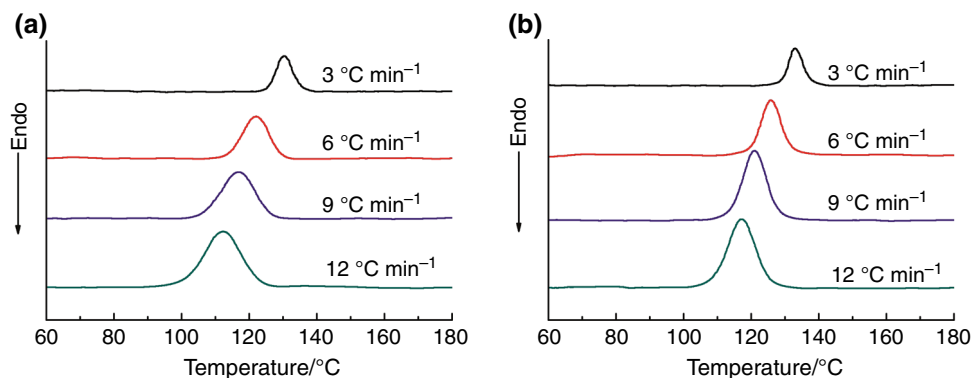 (a)
3 °C min⁻¹
6 °C min⁻¹
9 °C min⁻¹
12 °C min⁻¹
Endo
60 80 100 120 140 160 180
Temperature/°C
(b)
3 °C min⁻¹
6 °C min⁻¹
9 °C min⁻¹
12 °C min⁻¹
Endo
60 80 100 120 140 160 180
Temperature/°C